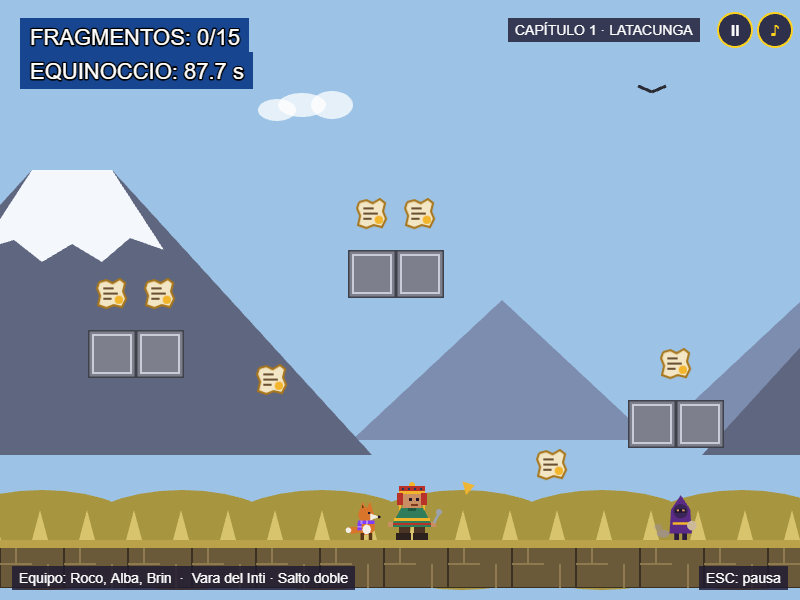 FRAGMENTOS: 0/15
EQUINOCCIO: 87.7 s
CAPÍTULO 1 · LATACUNGA
Equipo: Roco, Alba, Brin · Vara del Inti · Salto doble
ESC: pausa